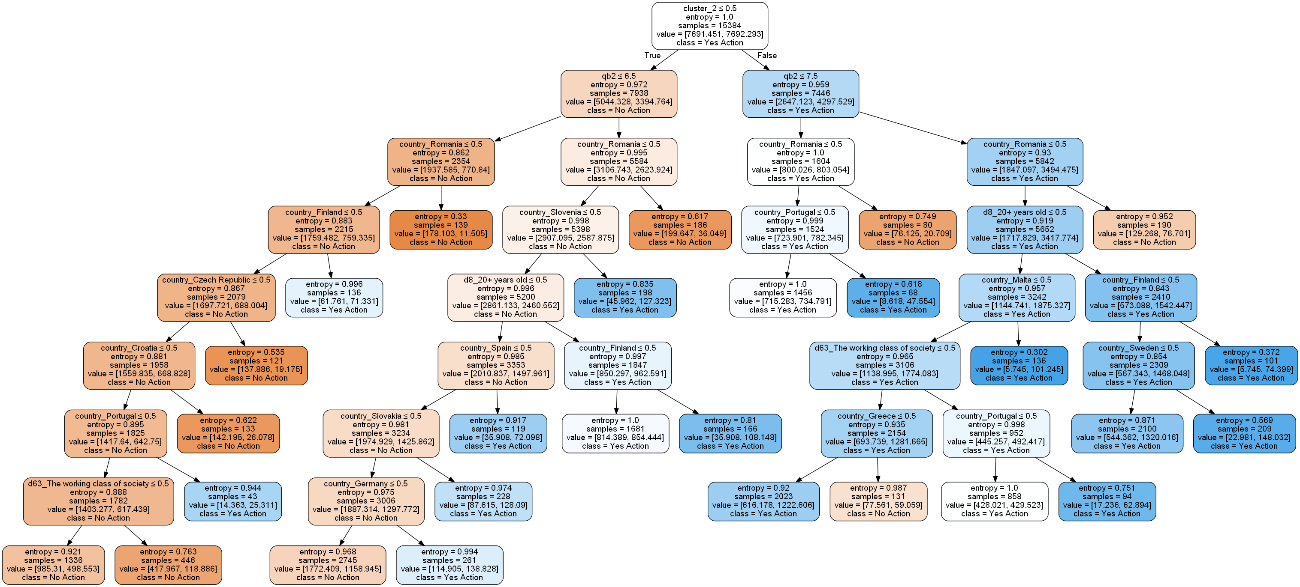 cluster_2 ≤ 0.5
entropy = 1.0
samples = 15384
value = [7691.451, 7692.293]
class = Yes Action
True
False
qb2 ≤ 6.5
entropy = 0.972
samples = 7938
value = [5044.328, 3394.764]
class = No Action
qb2 ≤ 7.5
entropy = 0.959
samples = 7446
value = [2647.123, 4297.529]
class = Yes Action
country_Romania ≤ 0.5
entropy = 0.862
samples = 2354
value = [1937.585, 770.84]
class = No Action
country_Romania ≤ 0.5
entropy = 0.995
samples = 5584
value = [3106.743, 2623.924]
class = No Action
country_Romania ≤ 0.5
entropy = 1.0
samples = 1604
value = [800.026, 803.054]
class = Yes Action
country_Romania ≤ 0.5
entropy = 0.93
samples = 5842
value = [1847.097, 3494.475]
class = Yes Action
country_Finland ≤ 0.5
entropy = 0.883
samples = 2215
value = [1759.482, 759.335]
class = No Action
entropy = 0.33
samples = 139
value = [178.103, 11.505]
class = No Action
country_Slovenia ≤ 0.5
entropy = 0.998
samples = 5398
value = [2907.095, 2587.875]
class = No Action
entropy = 0.617
samples = 186
value = [199.647, 36.049]
class = No Action
country_Portugal ≤ 0.5
entropy = 0.999
samples = 1524
value = [723.901, 782.345]
class = Yes Action
entropy = 0.749
samples = 80
value = [76.125, 20.709]
class = No Action
d8_20+ years old ≤ 0.5
entropy = 0.919
samples = 5652
value = [1717.829, 3417.774]
class = Yes Action
entropy = 0.952
samples = 190
value = [129.268, 76.701]
class = No Action
country_Czech Republic ≤ 0.5
entropy = 0.867
samples = 2079
value = [1697.721, 688.004]
class = No Action
entropy = 0.996
samples = 136
value = [61.761, 71.331]
class = Yes Action
d8_20+ years old ≤ 0.5
entropy = 0.996
samples = 5200
value = [2861.133, 2460.552]
class = No Action
entropy = 0.835
samples = 198
value = [45.962, 127.323]
class = Yes Action
entropy = 1.0
samples = 1456
value = [715.283, 734.791]
class = Yes Action
entropy = 0.618
samples = 68
value = [8.618, 47.554]
class = Yes Action
country_Malta ≤ 0.5
entropy = 0.957
samples = 3242
value = [1144.741, 1875.327]
class = Yes Action
country_Finland ≤ 0.5
entropy = 0.843
samples = 2410
value = [573.088, 1542.447]
class = Yes Action
country_Croatia ≤ 0.5
entropy = 0.881
samples = 1958
value = [1559.835, 668.828]
class = No Action
entropy = 0.535
samples = 121
value = [137.886, 19.175]
class = No Action
country_Spain ≤ 0.5
entropy = 0.985
samples = 3353
value = [2010.837, 1497.961]
class = No Action
country_Finland ≤ 0.5
entropy = 0.997
samples = 1847
value = [850.297, 962.591]
class = Yes Action
d63_The working class of society ≤ 0.5
entropy = 0.965
samples = 3106
value = [1138.995, 1774.083]
class = Yes Action
entropy = 0.302
samples = 136
value = [5.745, 101.245]
class = Yes Action
country_Sweden ≤ 0.5
entropy = 0.854
samples = 2309
value = [567.343, 1468.048]
class = Yes Action
entropy = 0.372
samples = 101
value = [5.745, 74.399]
class = Yes Action
country_Portugal ≤ 0.5
entropy = 0.895
samples = 1825
value = [1417.64, 642.75]
class = No Action
entropy = 0.622
samples = 133
value = [142.195, 26.078]
class = No Action
country_Slovakia ≤ 0.5
entropy = 0.981
samples = 3234
value = [1974.929, 1425.862]
class = No Action
entropy = 0.917
samples = 119
value = [35.908, 72.098]
class = Yes Action
entropy = 1.0
samples = 1681
value = [814.389, 854.444]
class = Yes Action
entropy = 0.81
samples = 166
value = [35.908, 108.148]
class = Yes Action
country_Greece ≤ 0.5
entropy = 0.935
samples = 2154
value = [693.739, 1281.665]
class = Yes Action
country_Portugal ≤ 0.5
entropy = 0.998
samples = 952
value = [445.257, 492.417]
class = Yes Action
entropy = 0.871
samples = 2100
value = [544.362, 1320.016]
class = Yes Action
entropy = 0.569
samples = 209
value = [22.981, 148.032]
class = Yes Action
d63_The working class of society ≤ 0.5
entropy = 0.888
samples = 1782
value = [1403.277, 617.439]
class = No Action
entropy = 0.944
samples = 43
value = [14.363, 25.311]
class = Yes Action
country_Germany ≤ 0.5
entropy = 0.975
samples = 3006
value = [1887.314, 1297.772]
class = No Action
entropy = 0.974
samples = 228
value = [87.615, 128.09]
class = Yes Action
entropy = 0.92
samples = 2023
value = [616.178, 1222.606]
class = Yes Action
entropy = 0.987
samples = 131
value = [77.561, 59.059]
class = No Action
entropy = 1.0
samples = 858
value = [428.021, 429.523]
class = Yes Action
entropy = 0.751
samples = 94
value = [17.236, 62.894]
class = Yes Action
entropy = 0.921
samples = 1336
value = [985.31, 498.553]
class = No Action
entropy = 0.763
samples = 446
value = [417.967, 118.886]
class = No Action
entropy = 0.968
samples = 2745
value = [1772.409, 1158.945]
class = No Action
entropy = 0.994
samples = 261
value = [114.905, 138.828]
class = Yes Action